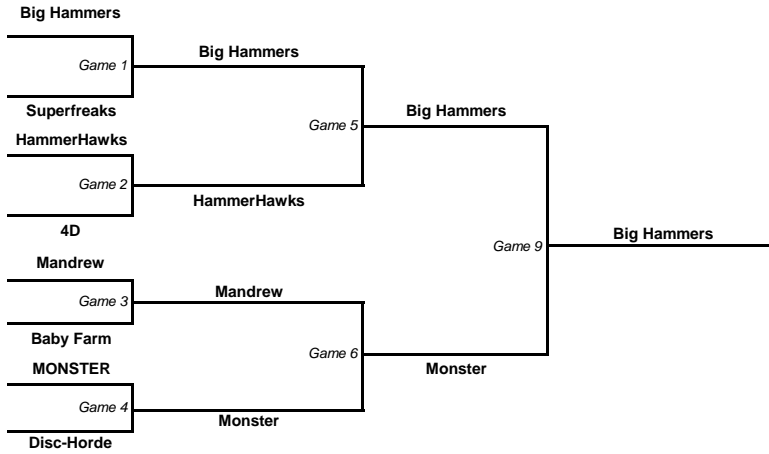 Big Hammers
Game 1
Big Hammers
Superfreaks
Game 5
Big Hammers
HammerHawks
Game 2
HammerHawks
4D
Game 9
Big Hammers
Mandrew
Game 3
Mandrew
Baby Farm
Game 6
Monster
MONSTER
Game 4
Monster
Disc-Horde